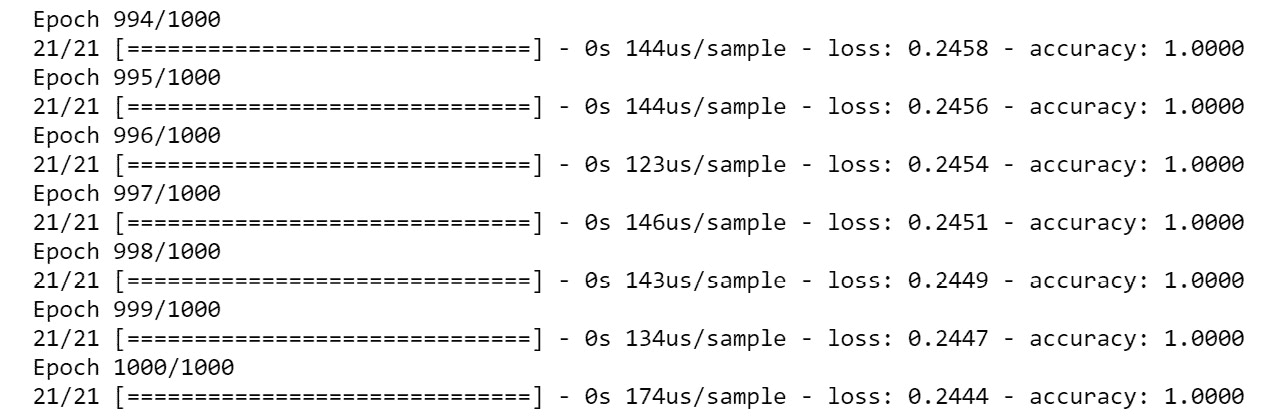 Epoch 994/1000
21/21 [==============================] - 0s 144us/sample - loss: 0.2458 - accuracy: 1.0000
Epoch 995/1000
21/21 [==============================] - 0s 144us/sample - loss: 0.2456 - accuracy: 1.0000
Epoch 996/1000
21/21 [==============================] - 0s 123us/sample - loss: 0.2454 - accuracy: 1.0000
Epoch 997/1000
21/21 [==============================] - 0s 146us/sample - loss: 0.2451 - accuracy: 1.0000
Epoch 998/1000
21/21 [==============================] - 0s 143us/sample - loss: 0.2449 - accuracy: 1.0000
Epoch 999/1000
21/21 [==============================] - 0s 134us/sample - loss: 0.2447 - accuracy: 1.0000
Epoch 1000/1000
21/21 [==============================] - 0s 174us/sample - loss: 0.2444 - accuracy: 1.0000